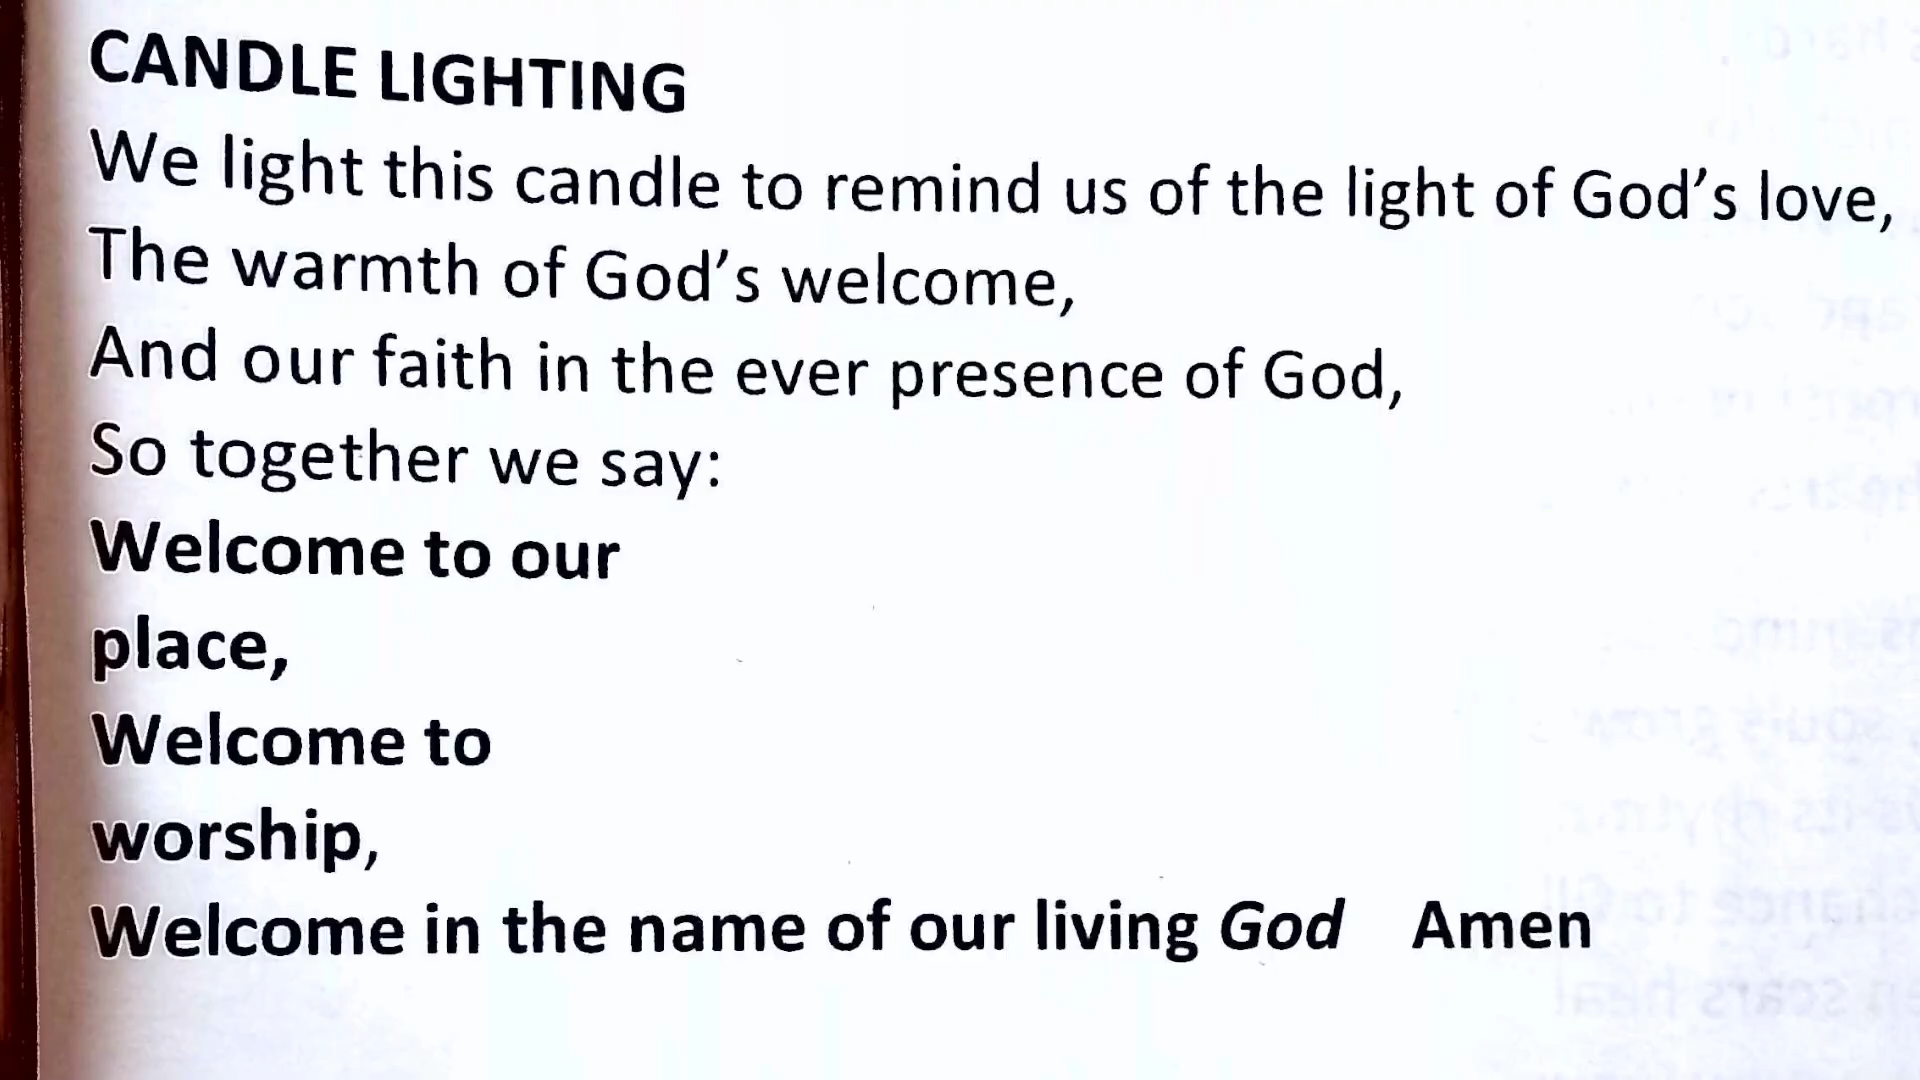 CANDLE LIGHTING
We light this candle to remind us of the light of God's love,
The warmth of God's welcome,
And our faith in the ever presence of God,
So together we say:
Welcome to our
place,
Welcome to
worship,
Welcome in the name of our living God Amen